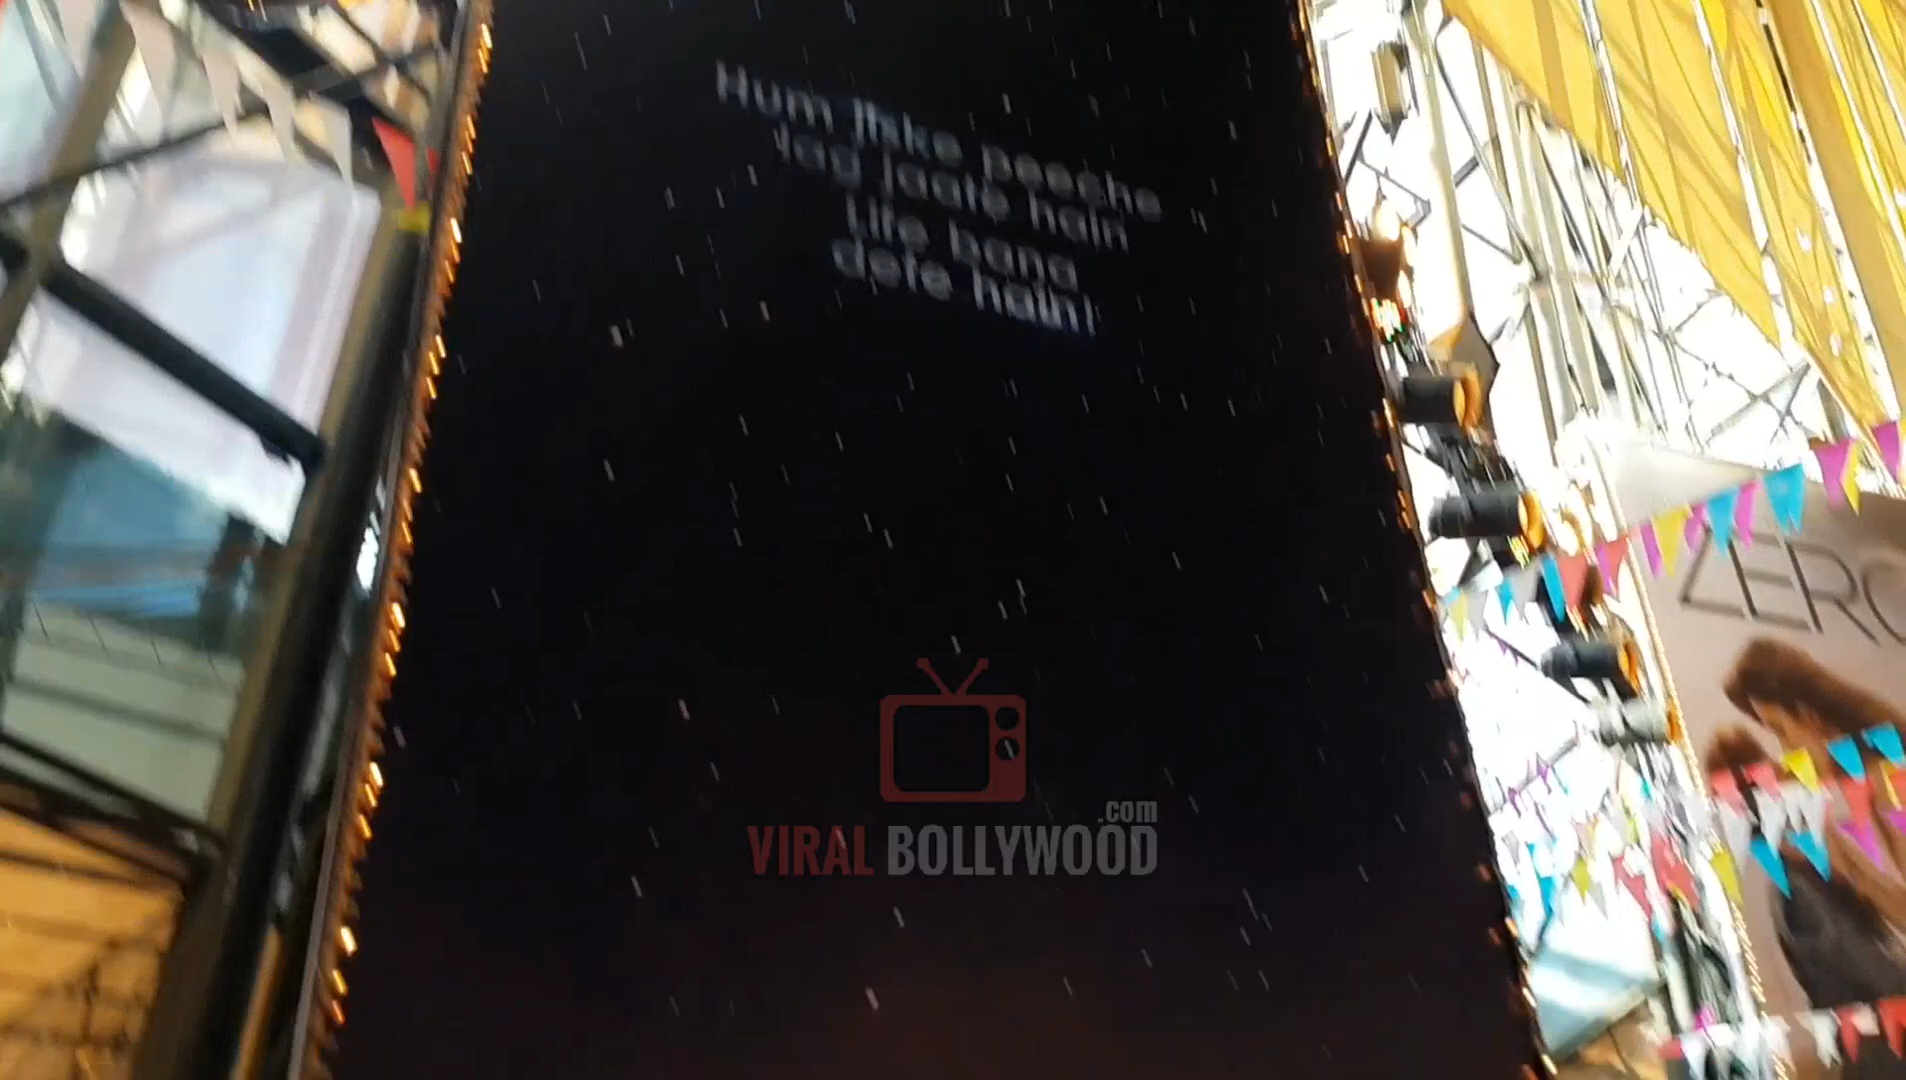 Hum jiske peeche
lag jaate hain
Life bana
dete hain!
ZERO
.com
VIRAL BOLLYWOOD